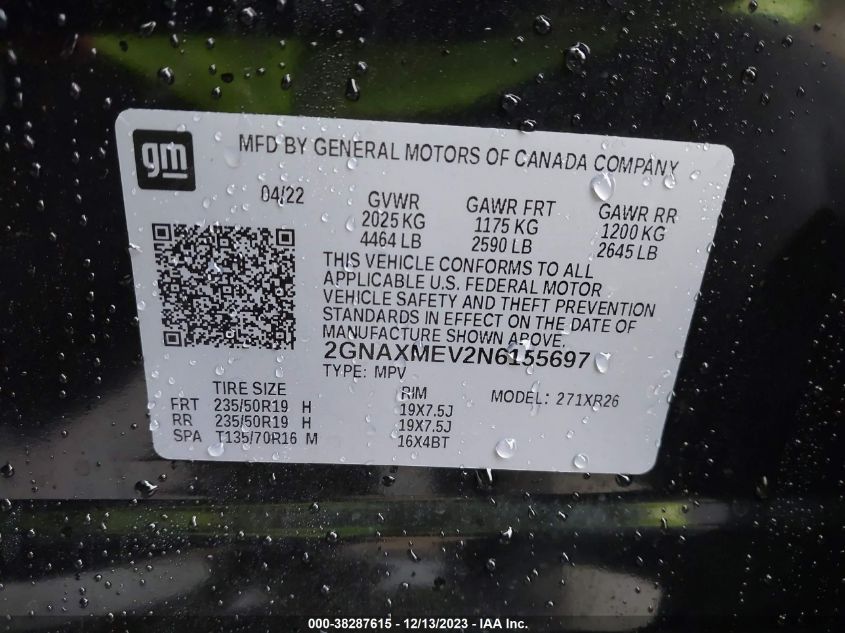 gm
MFD BY GENERAL MOTORS OF CANADA COMPANY
04/22
GVWR
2025 KG
4464 LB
GAWR FRT
1175 KG
2590 LB
GAWR RR
1200 KG
2645 LB
THIS VEHICLE CONFORMS TO ALL
APPLICABLE U.S. FEDERAL MOTOR
VEHICLE SAFETY AND THEFT PREVENTION
STANDARDS IN EFFECT ON THE DATE OF
MANUFACTURE SHOWN ABOVE.
2GNAXMEV2N6155697
TYPE: MPV
TIRE SIZE RIM MODEL: 271XR26
FRT 235/50R19 H 19X7.5J
RR 235/50R19 H 19X7.5J
SPA T135/70R16 M 16X4BT
000-38287615 - 12/13/2023 - IAA Inc.